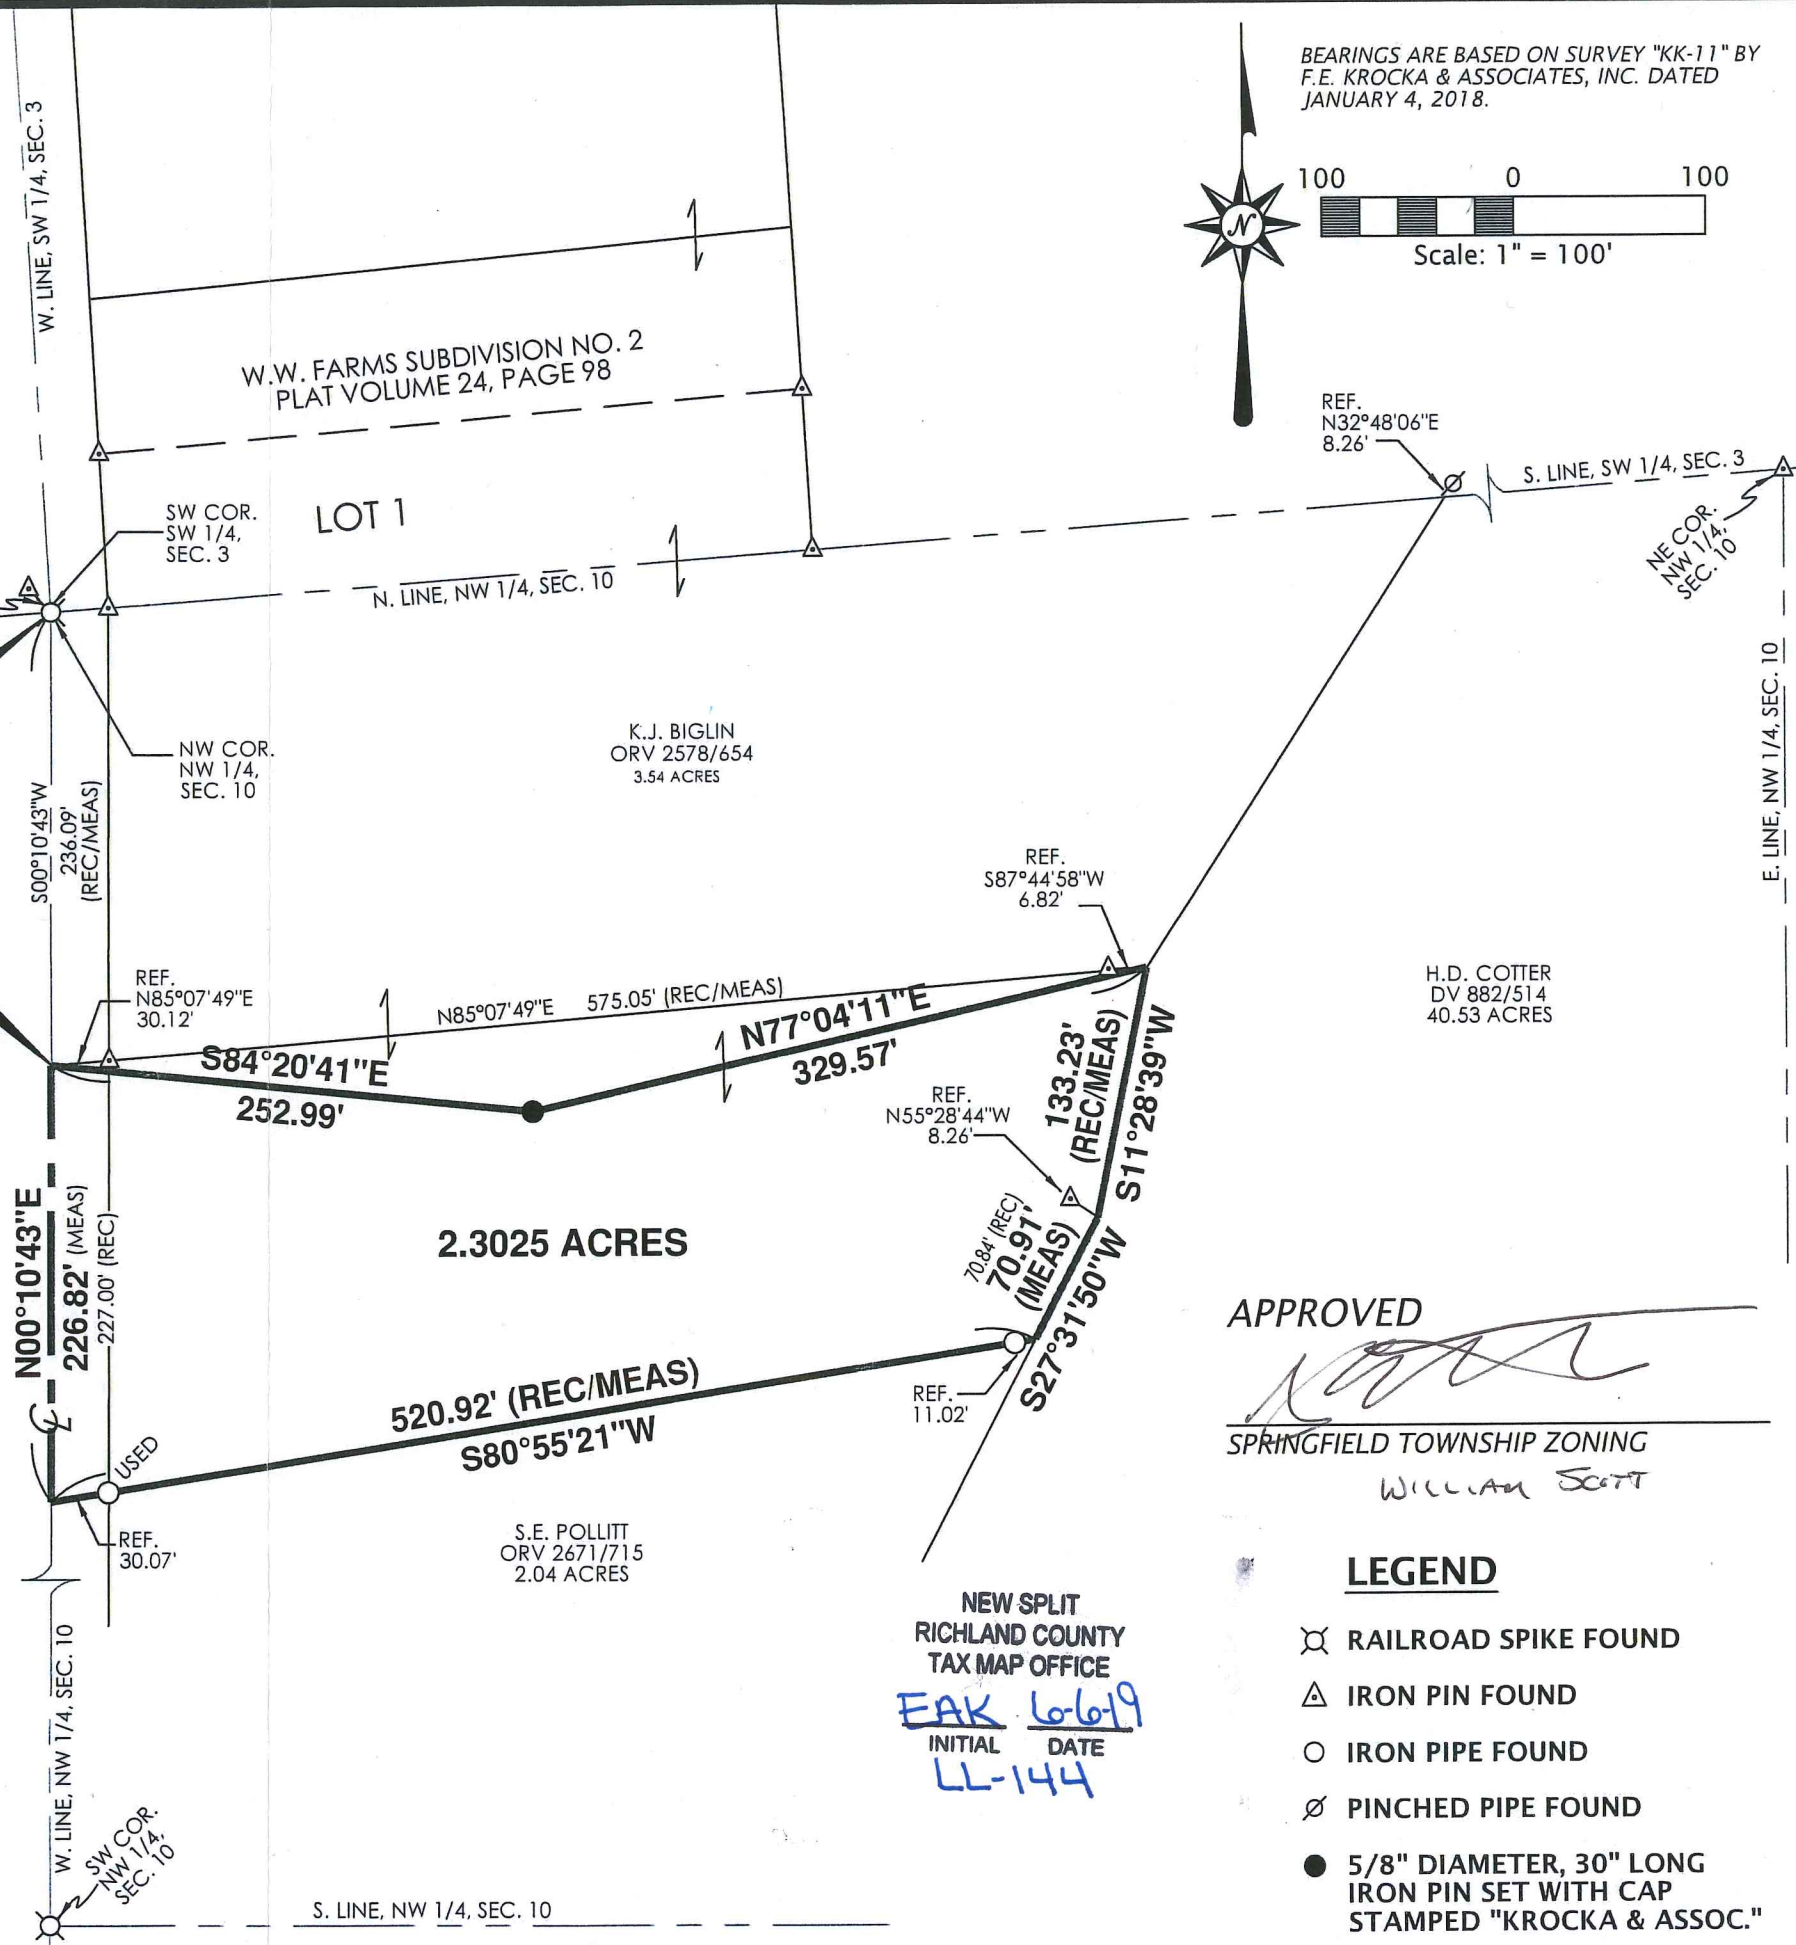 BEARINGS ARE BASED ON SURVEY "KK-11" BY
F.E. KROCKA & ASSOCIATES, INC. DATED
JANUARY 4, 2018.
100 0 100
N
Scale: 1" = 100'
W. LINE, SW 1/4, SEC. 3
W.W. FARMS SUBDIVISION NO. 2
PLAT VOLUME 24, PAGE 98
REF.
N32°48'06"E
8.26'
S. LINE, SW 1/4, SEC. 3
NE COR.
NW 1/4,
SEC. 10
SW COR.
SW 1/4,
SEC. 3
LOT 1
N. LINE, NW 1/4, SEC. 10
E. LINE, NW 1/4, SEC. 10
NW COR.
NW 1/4,
SEC. 10
K.J. BIGLIN
ORV 2578/654
3.54 ACRES
S00°10'43"W
236.09'
(REC/MEAS)
REF.
S87°44'58"W
6.82'
REF.
N85°07'49"E
30.12'
N85°07'49"E 575.05' (REC/MEAS)
H.D. COTTER
DV 882/514
40.53 ACRES
S84°20'41"E
252.99'
N77°04'11"E
329.57'
133.23'
(REC/MEAS)
S11°28'39"W
REF.
N55°28'44"W
8.26'
N00°10'43"E
226.82' (MEAS)
227.00' (REC)
2.3025 ACRES
70.84' (REC)
70.91'
(MEAS)
S27°31'50"W
520.92' (REC/MEAS)
S80°55'21"W
REF.
11.02'
USED
REF.
30.07'
S.E. POLLITT
ORV 2671/715
2.04 ACRES
APPROVED
SPRINGFIELD TOWNSHIP ZONING
WILLIAM SCOTT
NEW SPLIT
RICHLAND COUNTY
TAX MAP OFFICE
EAK 6-6-19
INITIAL DATE
LL-144
LEGEND
RAILROAD SPIKE FOUND
IRON PIN FOUND
IRON PIPE FOUND
PINCHED PIPE FOUND
5/8" DIAMETER, 30" LONG
IRON PIN SET WITH CAP
STAMPED "KROCKA & ASSOC."
W. LINE, NW 1/4, SEC. 10
SW COR.
NW 1/4,
SEC. 10
S. LINE, NW 1/4, SEC. 10